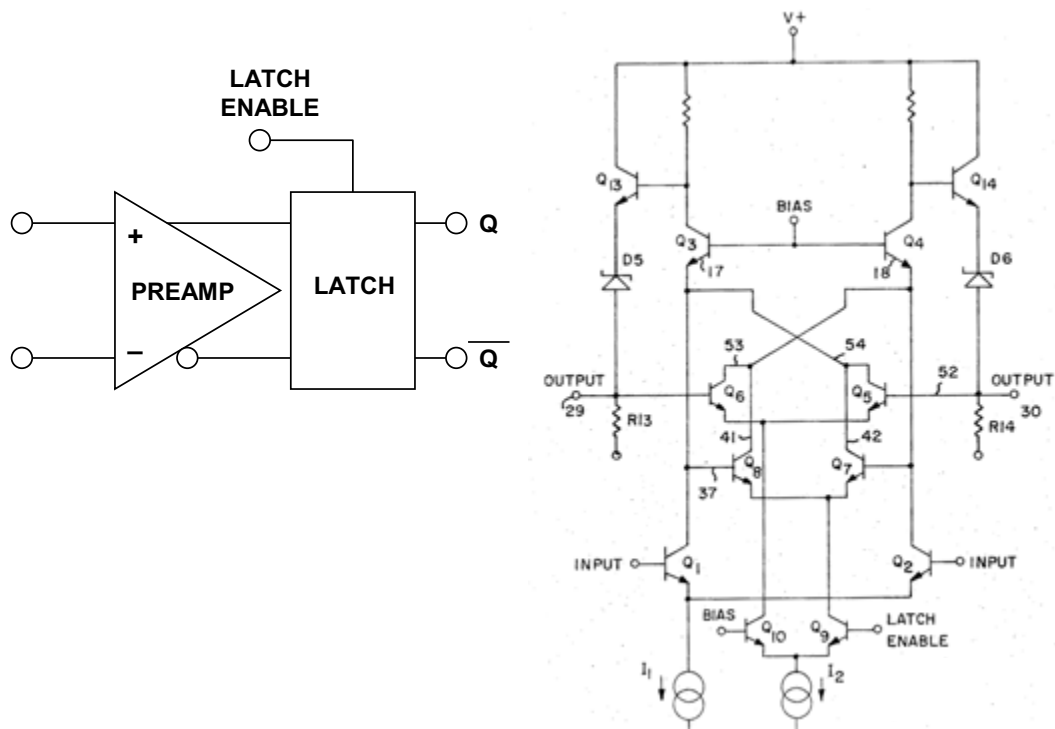 LATCH
ENABLE
+
PREAMP
−
LATCH
Q
Q̅
V+
Q13
Q14
BIAS
Q3
Q4
17
18
D5
D6
53
54
52
OUTPUT
29
Q6
Q5
OUTPUT
30
R13
R14
41
42
Q8
Q7
37
INPUT
Q1
Q2
INPUT
BIAS
Q10
Q9
LATCH
ENABLE
I1
I2